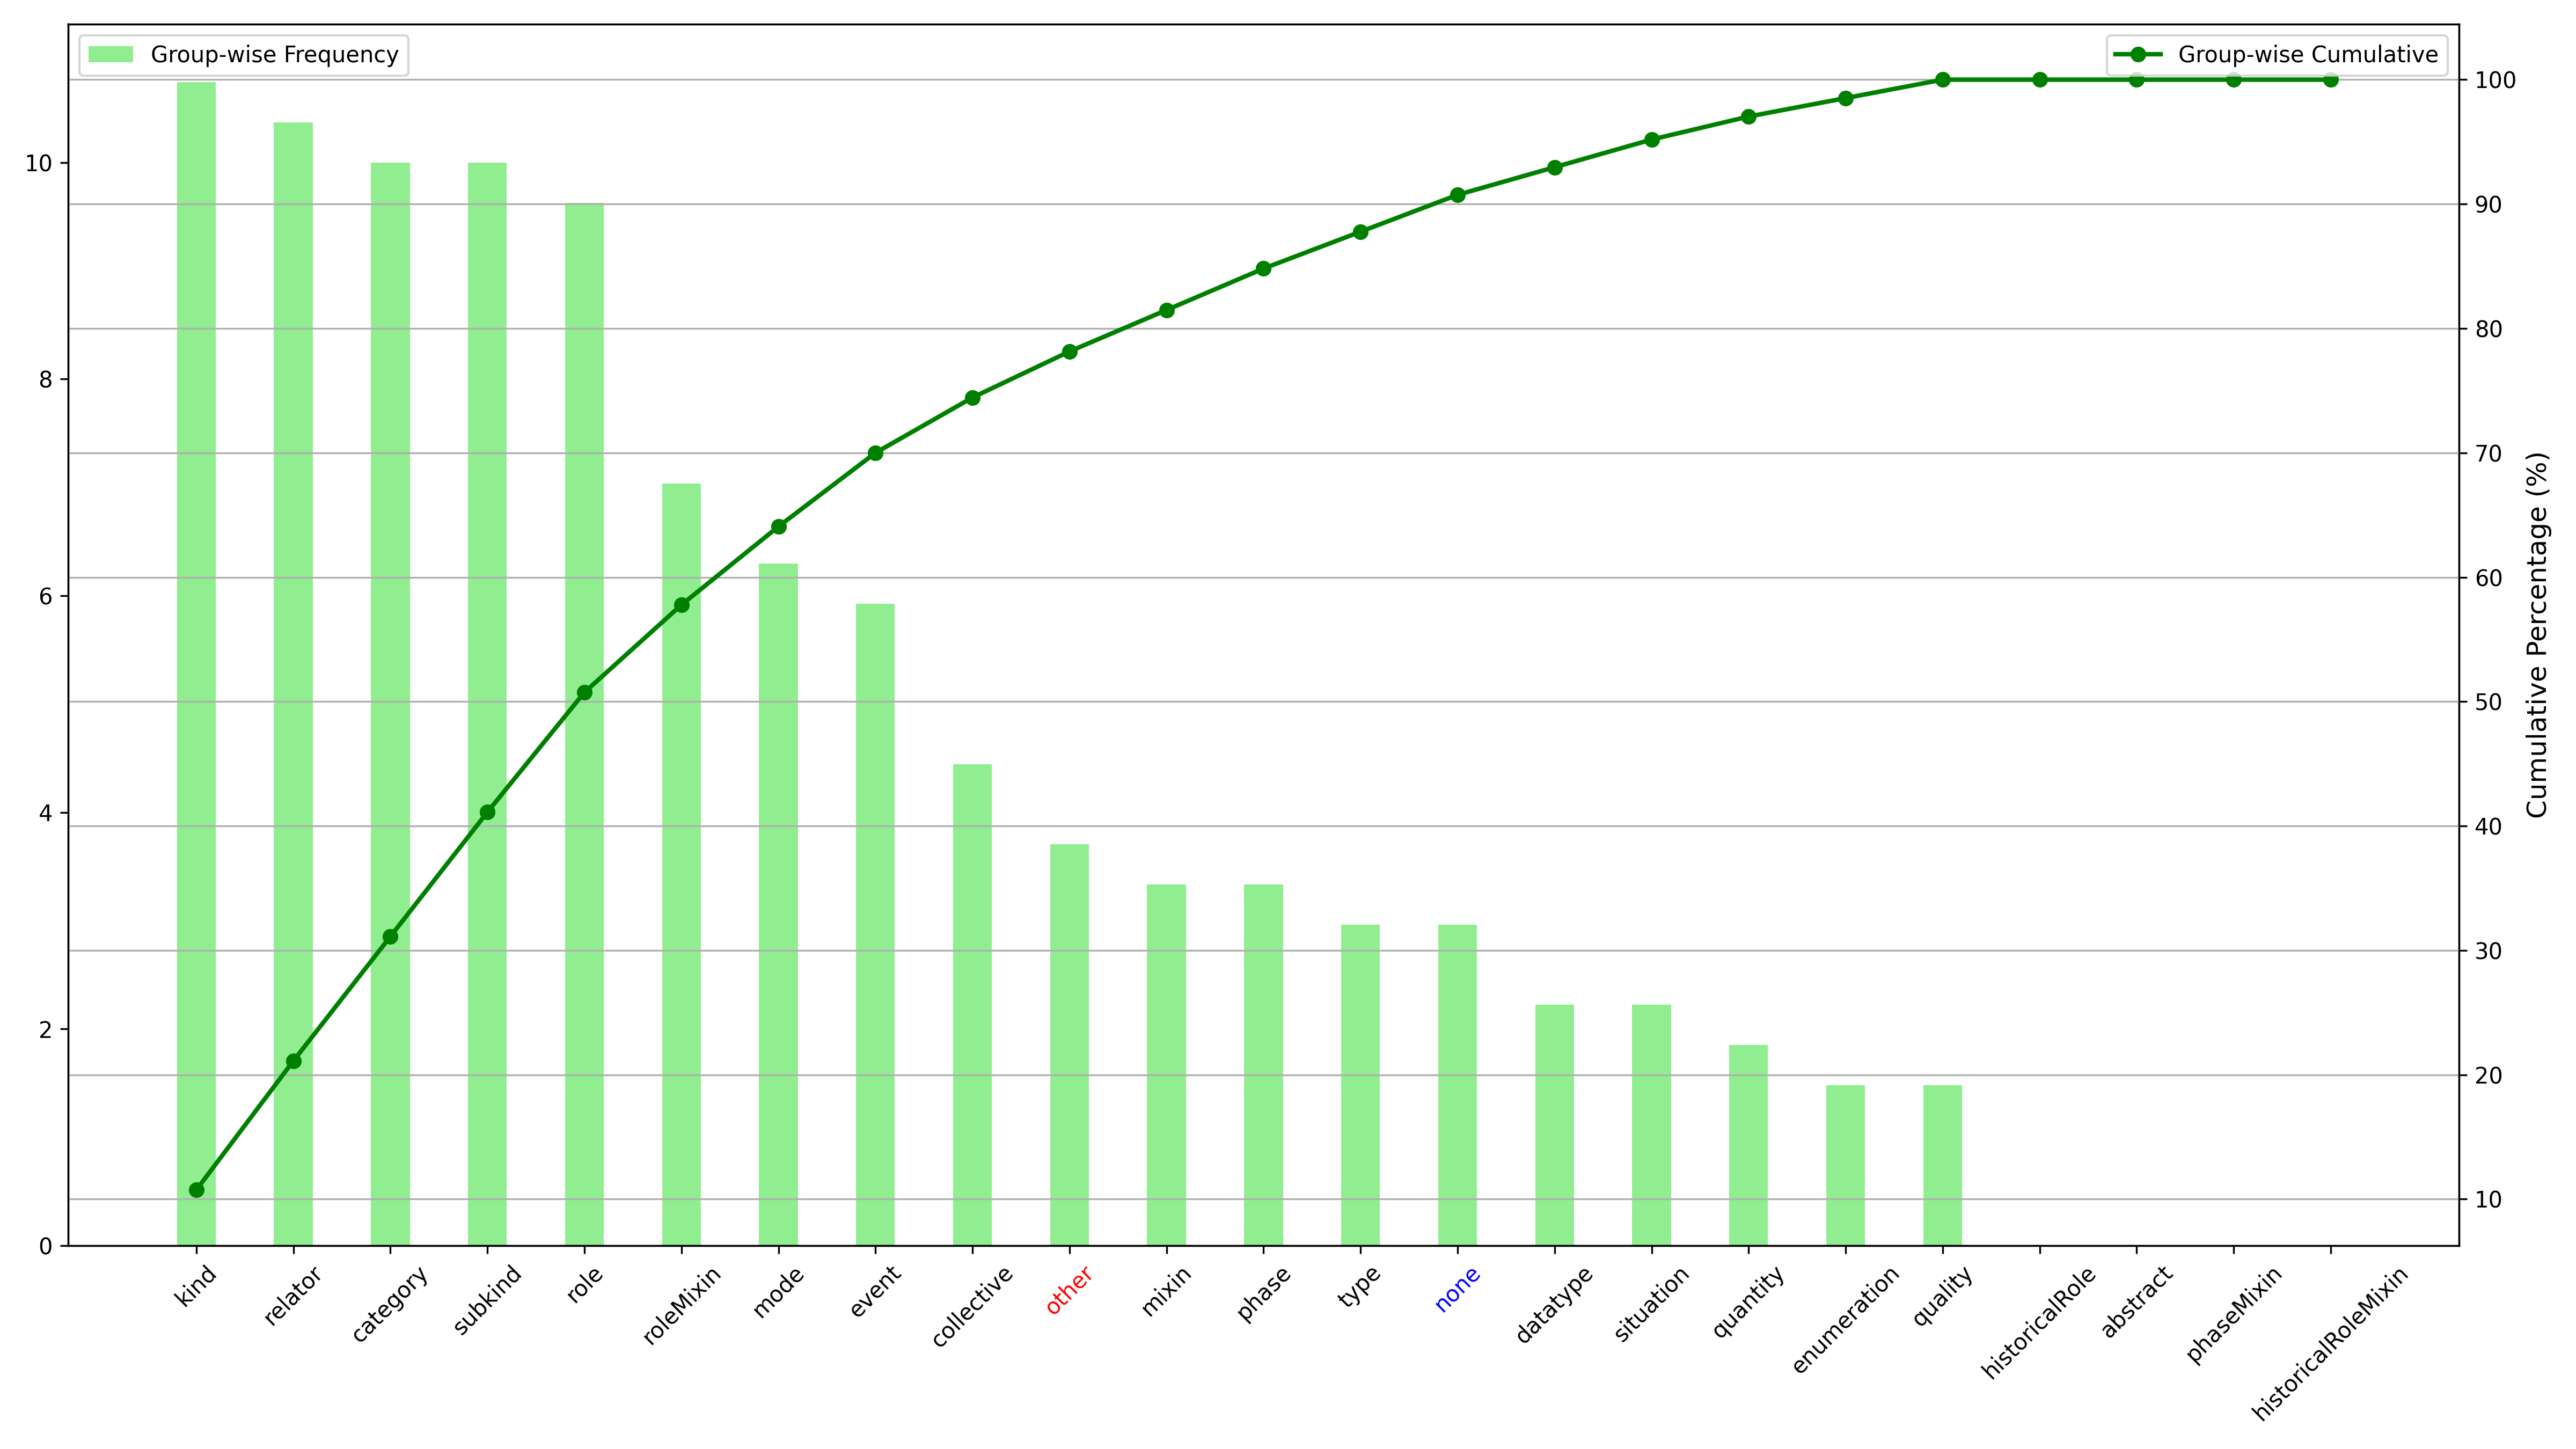 Group-wise Frequency
Group-wise Cumulative
10
8
6
4
2
0
100
90
80
70
60
50
40
30
20
10
Cumulative Percentage (%)
kind
relator
category
subkind
role
roleMixin
mode
event
collective
other
mixin
phase
type
none
datatype
situation
quantity
enumeration
quality
historicalRole
abstract
phaseMixin
historicalRoleMixin